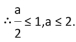 ∴ a/2 ≤ 1, a ≤ 2.